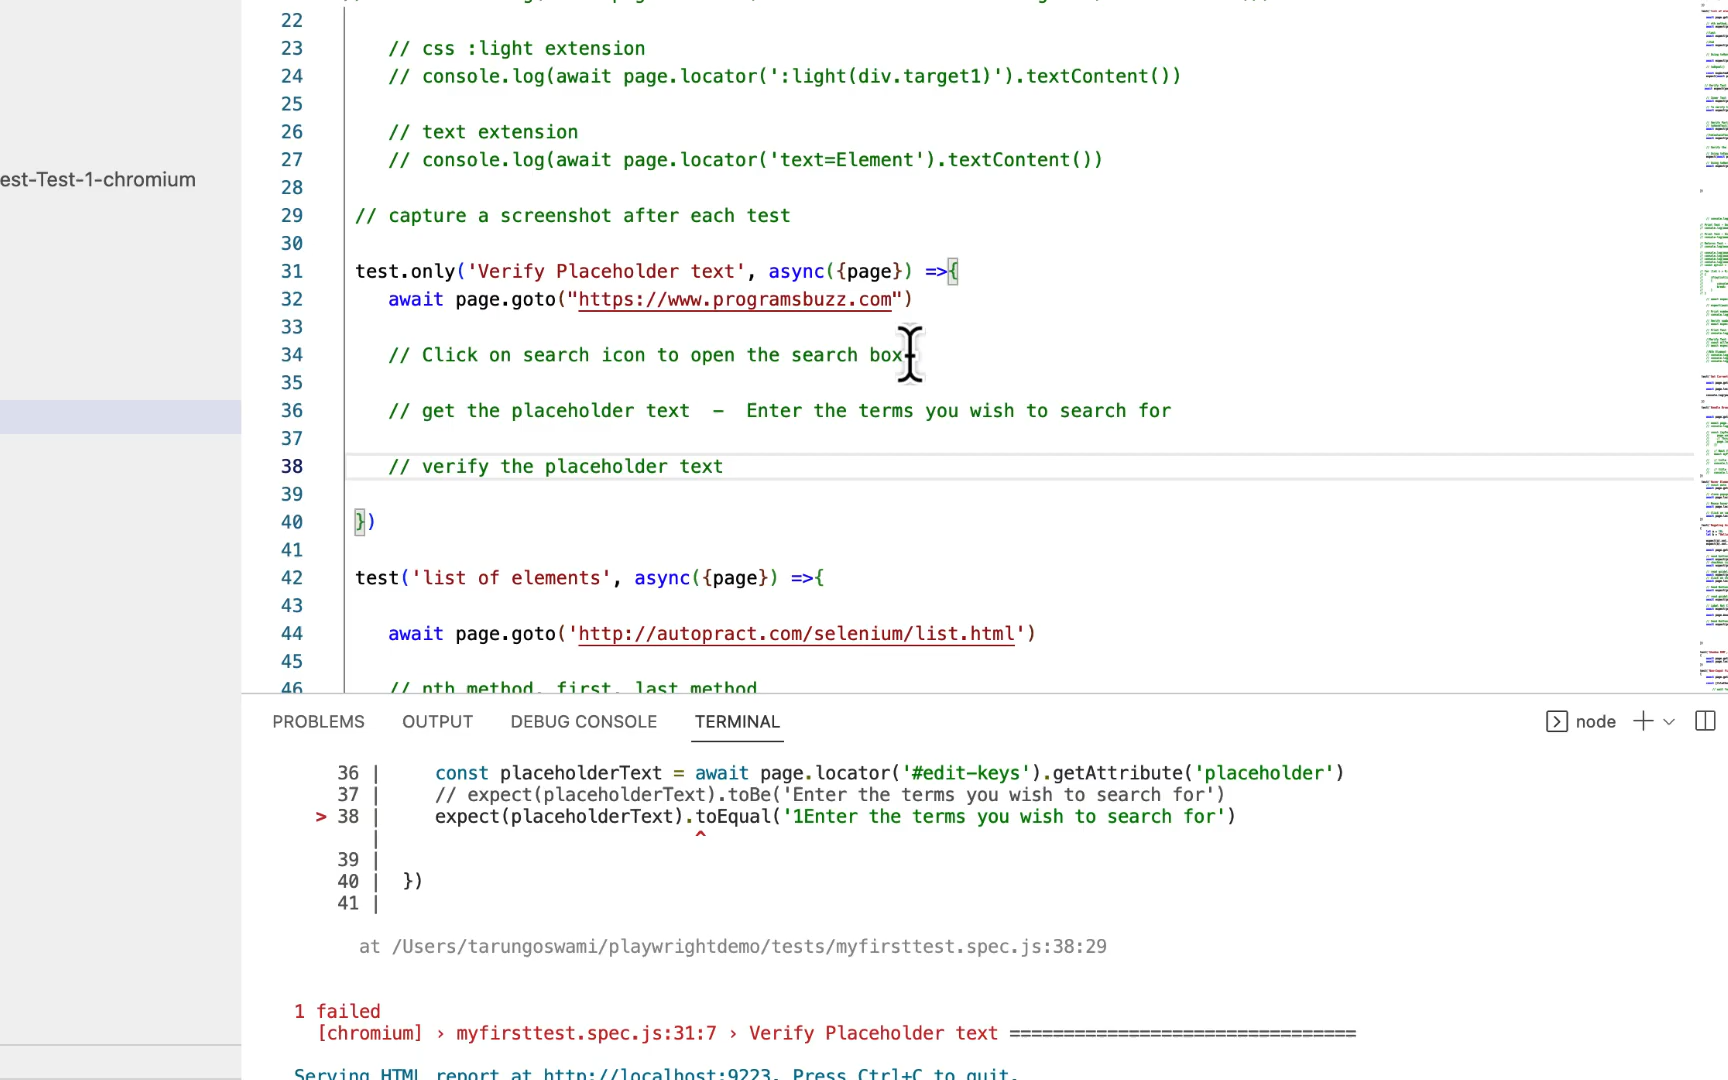 22
23 // css :light extension
24 // console.log(await page.locator(':light(div.target1)').textContent())
25
26 // text extension
27 // console.log(await page.locator('text=Element').textContent())
28
est-Test-1-chromium
29 // capture a screenshot after each test
30
31 test.only('Verify Placeholder text', async({page}) =>{
32 await page.goto("https://www.programsbuzz.com")
33
34 // Click on search icon to open the search box
35
36 // get the placeholder text - Enter the terms you wish to search for
37
38 // verify the placeholder text
39
40 })
41
42 test('list of elements', async({page}) =>{
43
44 await page.goto('http://autopract.com/selenium/list.html')
45
46 // nth method, first, last method
PROBLEMS OUTPUT DEBUG CONSOLE TERMINAL node
36 | const placeholderText = await page.locator('#edit-keys').getAttribute('placeholder')
37 | // expect(placeholderText).toBe('Enter the terms you wish to search for')
> 38 | expect(placeholderText).toEqual('1Enter the terms you wish to search for')
| ^
39 |
40 | })
41 |
at /Users/tarungoswami/playwrightdemo/tests/myfirsttest.spec.js:38:29
1 failed
[chromium] › myfirsttest.spec.js:31:7 › Verify Placeholder text ================================
Serving HTML report at http://localhost:9223. Press Ctrl+C to quit.